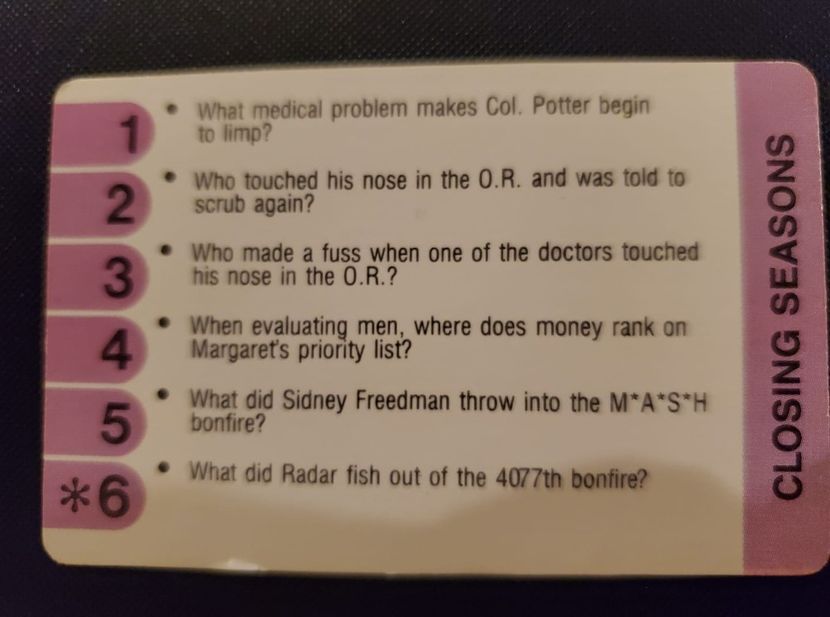 1 • What medical problem makes Col. Potter begin
to limp?
2 • Who touched his nose in the O.R. and was told to
scrub again?
3 • Who made a fuss when one of the doctors touched
his nose in the O.R.?
4 • When evaluating men, where does money rank on
Margaret's priority list?
5 • What did Sidney Freedman throw into the M*A*S*H
bonfire?
*6 • What did Radar fish out of the 4077th bonfire?
CLOSING SEASONS